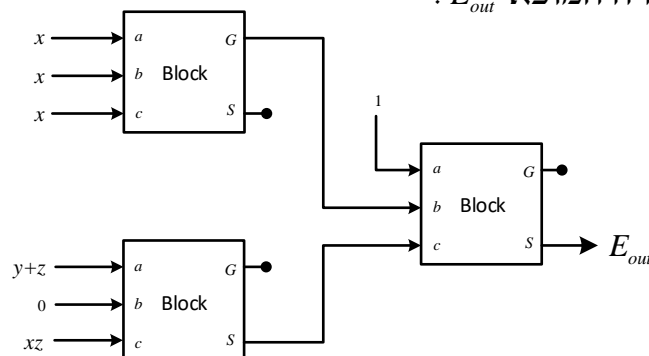 E_out
x a G
x b Block
x c S
1
a G
b Block
c S E_out
y+z a G
0 b Block
xz c S